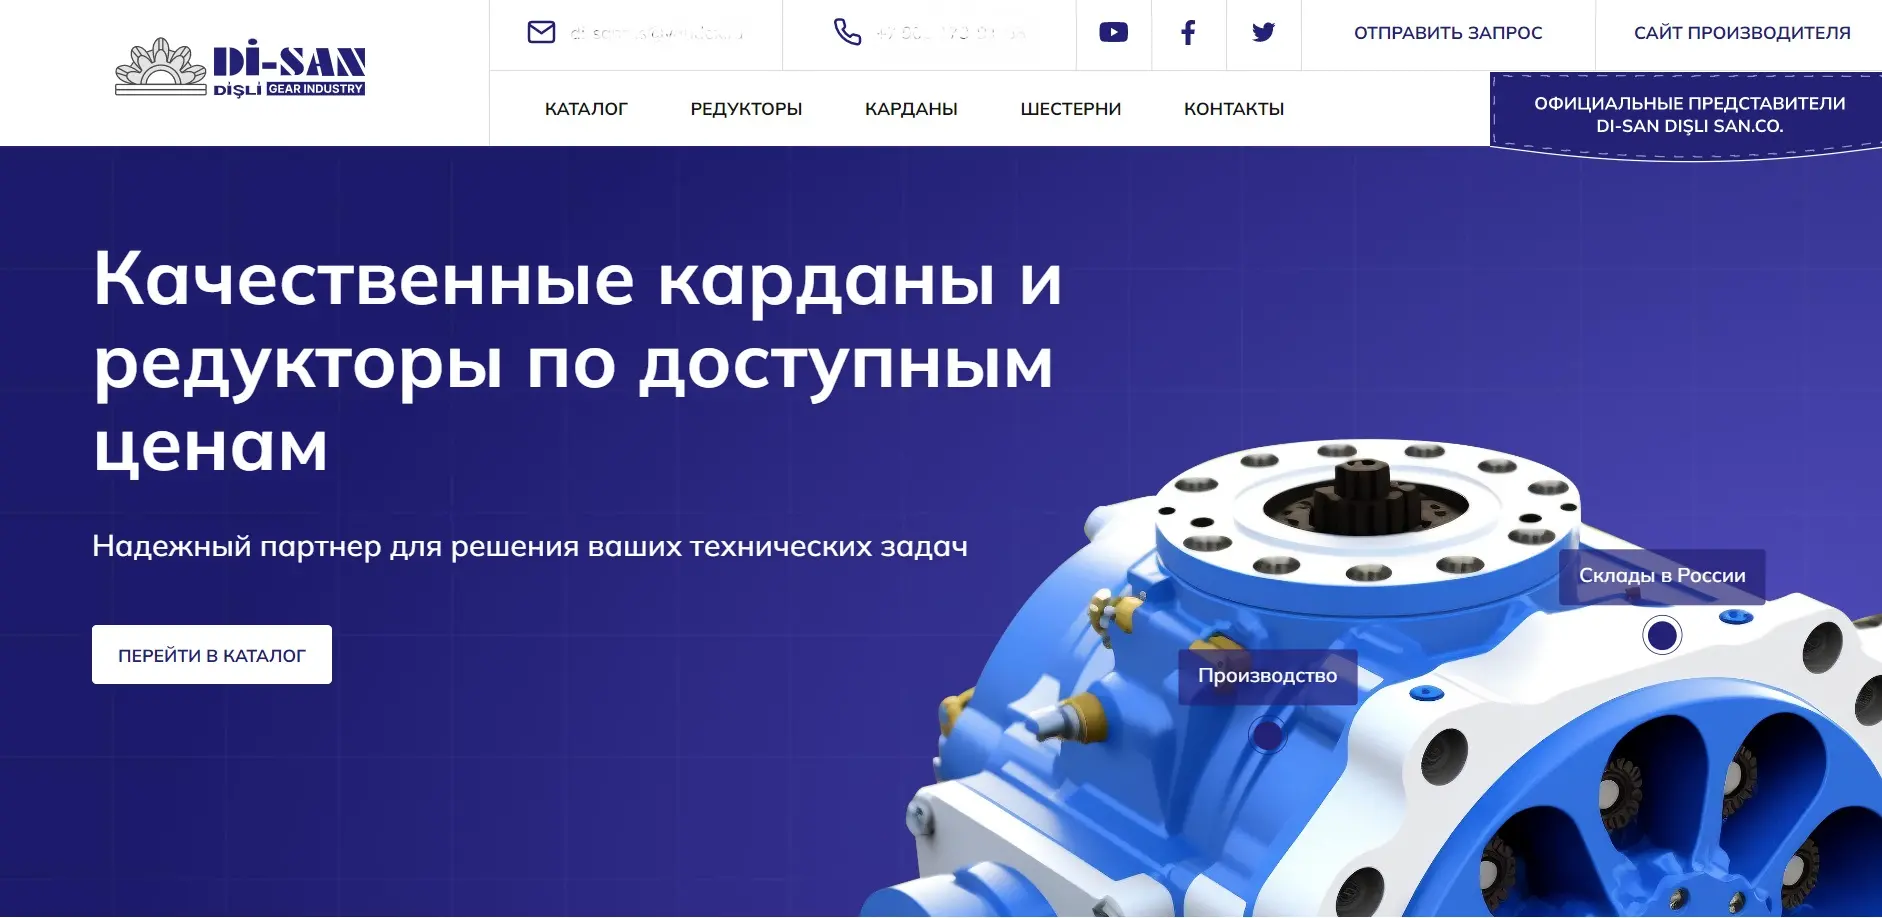 Di-SAN
DİŞLİ GEAR INDUSTRY
ОТПРАВИТЬ ЗАПРОС
САЙТ ПРОИЗВОДИТЕЛЯ
КАТАЛОГ
РЕДУКТОРЫ
КАРДАНЫ
ШЕСТЕРНИ
КОНТАКТЫ
ОФИЦИАЛЬНЫЕ ПРЕДСТАВИТЕЛИ
DI-SAN DIŞLI SAN.CO.
Качественные карданы и
редукторы по доступным
ценам
Надежный партнер для решения ваших технических задач
ПЕРЕЙТИ В КАТАЛОГ
Склады в России
Производство